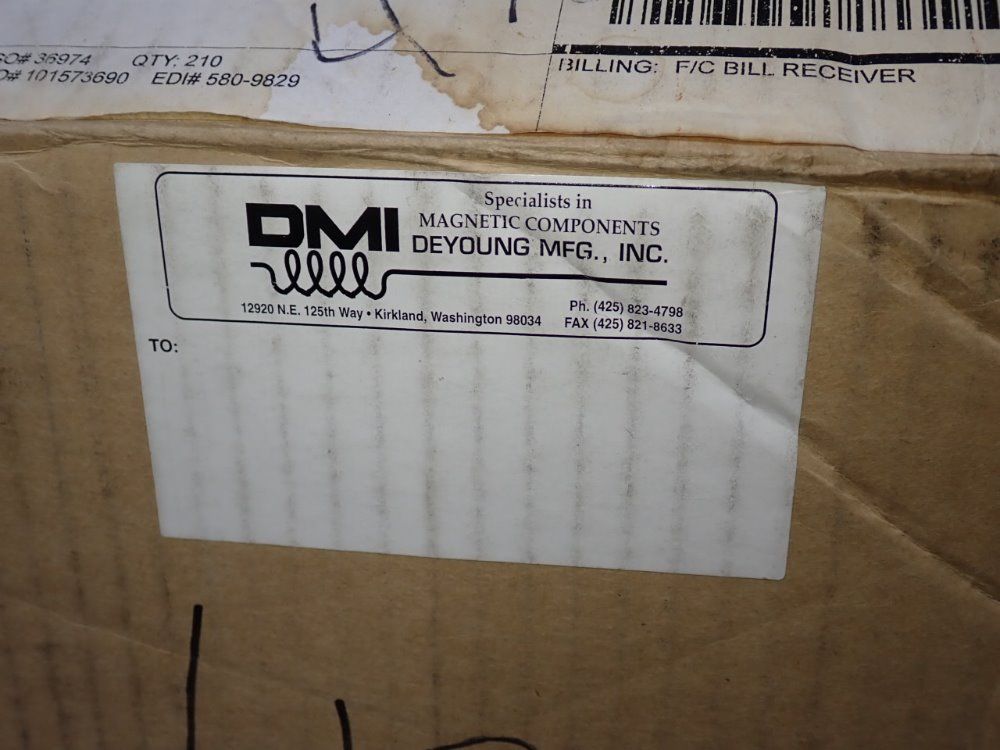 SO# 36974 QTY: 210
O# 101573690 EDI# 580-9829
BILLING: F/C BILL RECEIVER
Specialists in
MAGNETIC COMPONENTS
DMI DEYOUNG MFG., INC.
12920 N.E. 125th Way • Kirkland, Washington 98034
Ph. (425) 823-4798
FAX (425) 821-8633
TO: